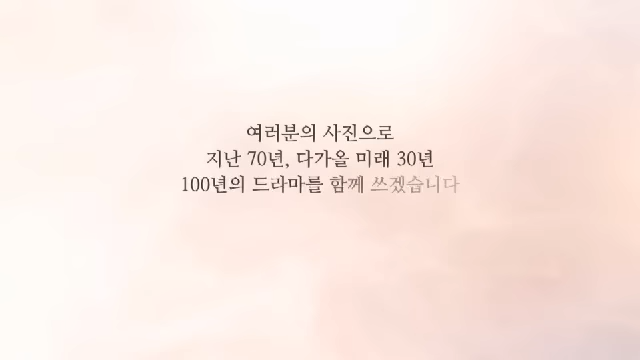 여러분의 사진으로
지난 70년, 다가올 미래 30년
100년의 드라마를 함께 쓰겠습니다